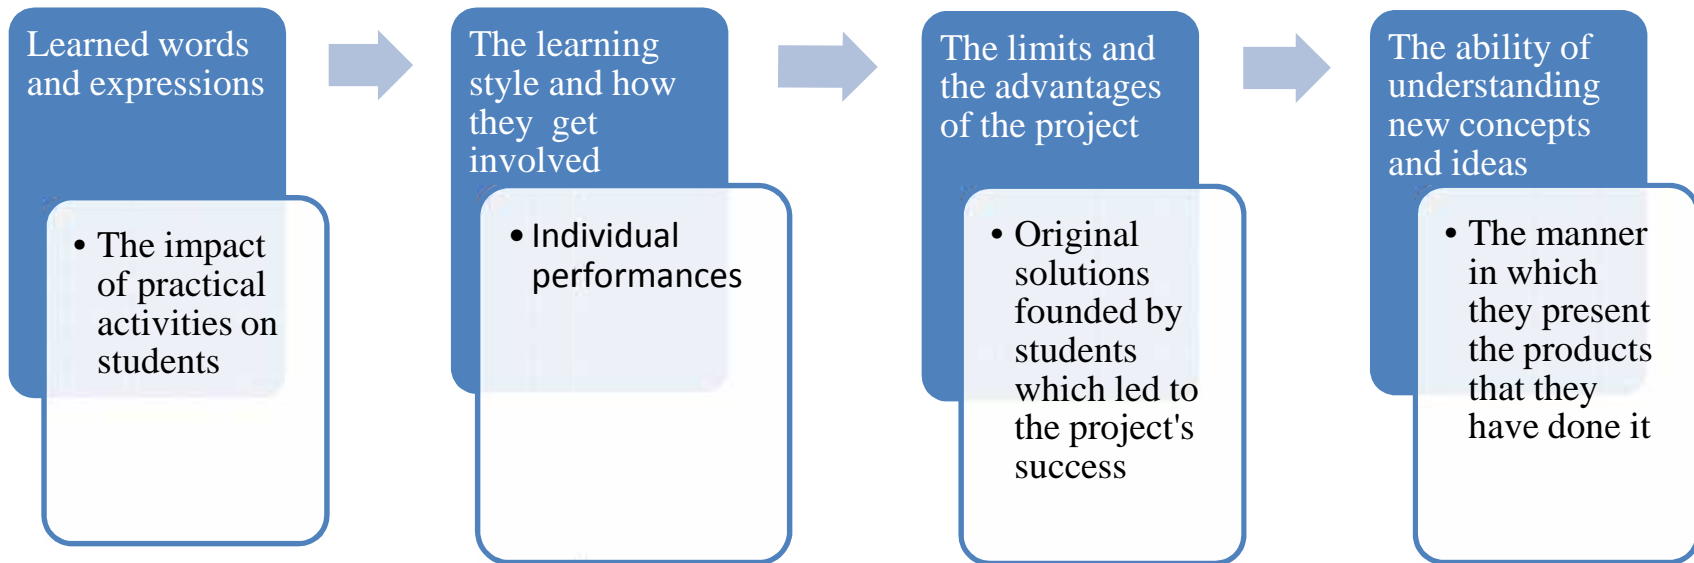 Learned words
and expressions
• The impact
of practical
activities on
students
The learning
style and how
they get
involved
• Individual
performances
The limits and
the advantages
of the project
• Original
solutions
founded by
students
which led to
the project's
success
The ability of
understanding
new concepts
and ideas
• The manner
in which
they present
the products
that they
have done it